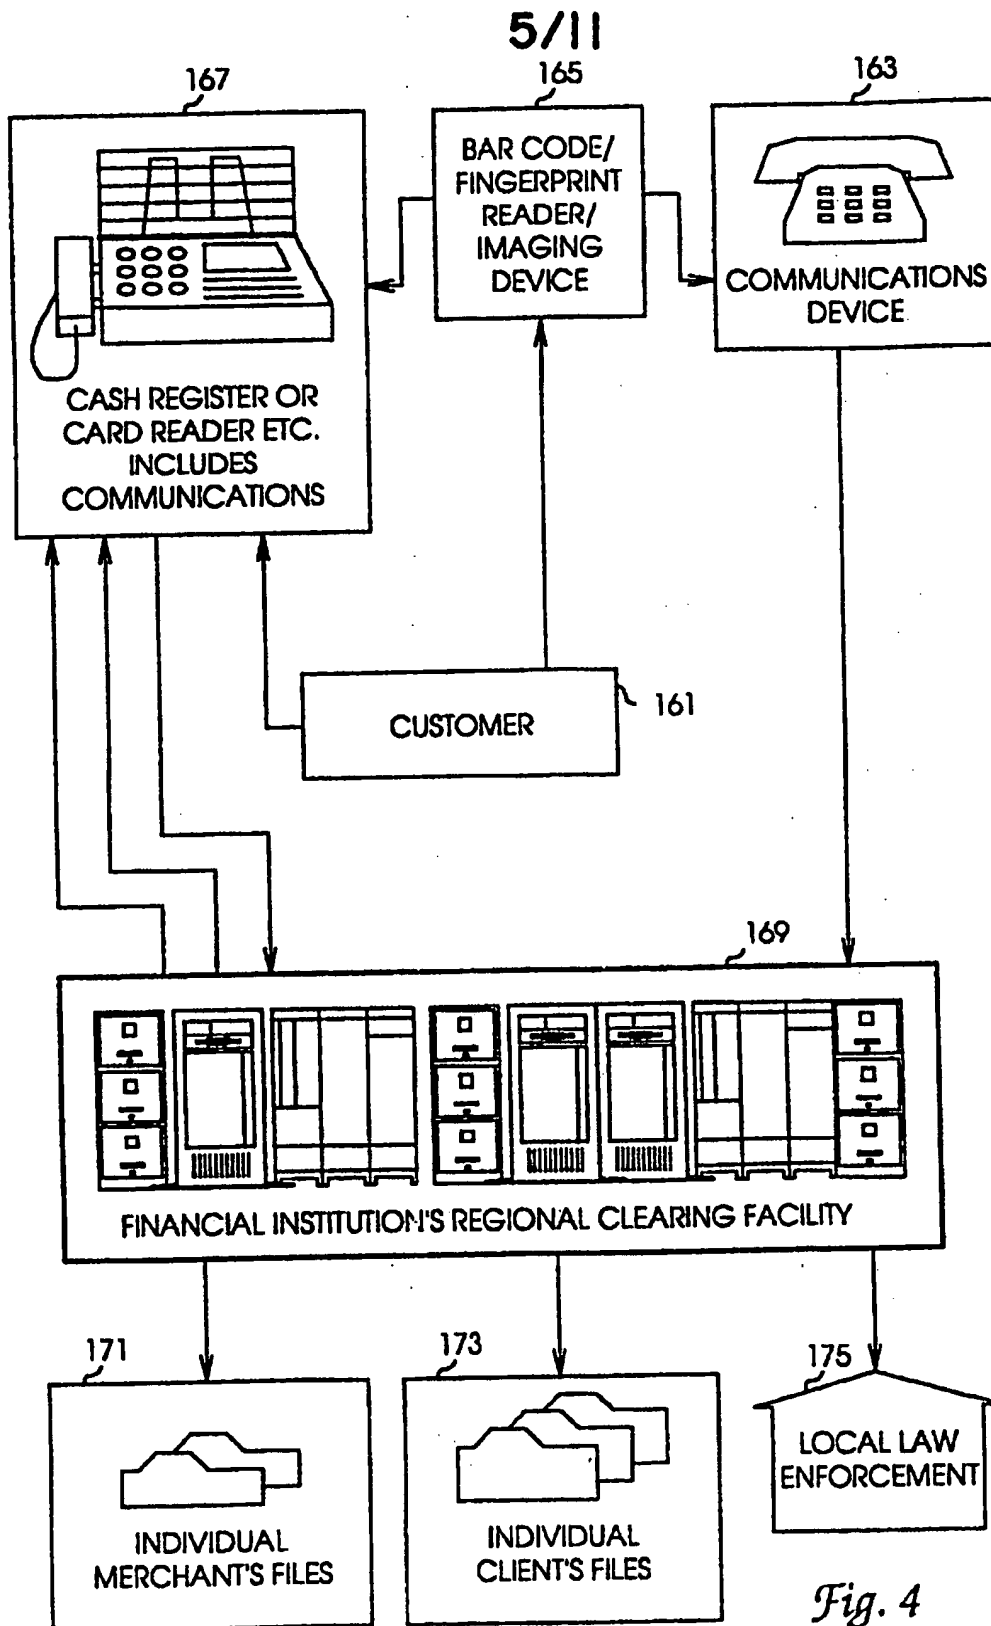 5/11
167
165
163
BAR CODE/
FINGERPRINT
READER/
IMAGING
DEVICE
COMMUNICATIONS
DEVICE
CASH REGISTER OR
CARD READER ETC.
INCLUDES
COMMUNICATIONS
CUSTOMER
161
169
FINANCIAL INSTITUTION'S REGIONAL CLEARING FACILITY
171
173
175
INDIVIDUAL
MERCHANT'S FILES
INDIVIDUAL
CLIENT'S FILES
LOCAL LAW
ENFORCEMENT
Fig. 4